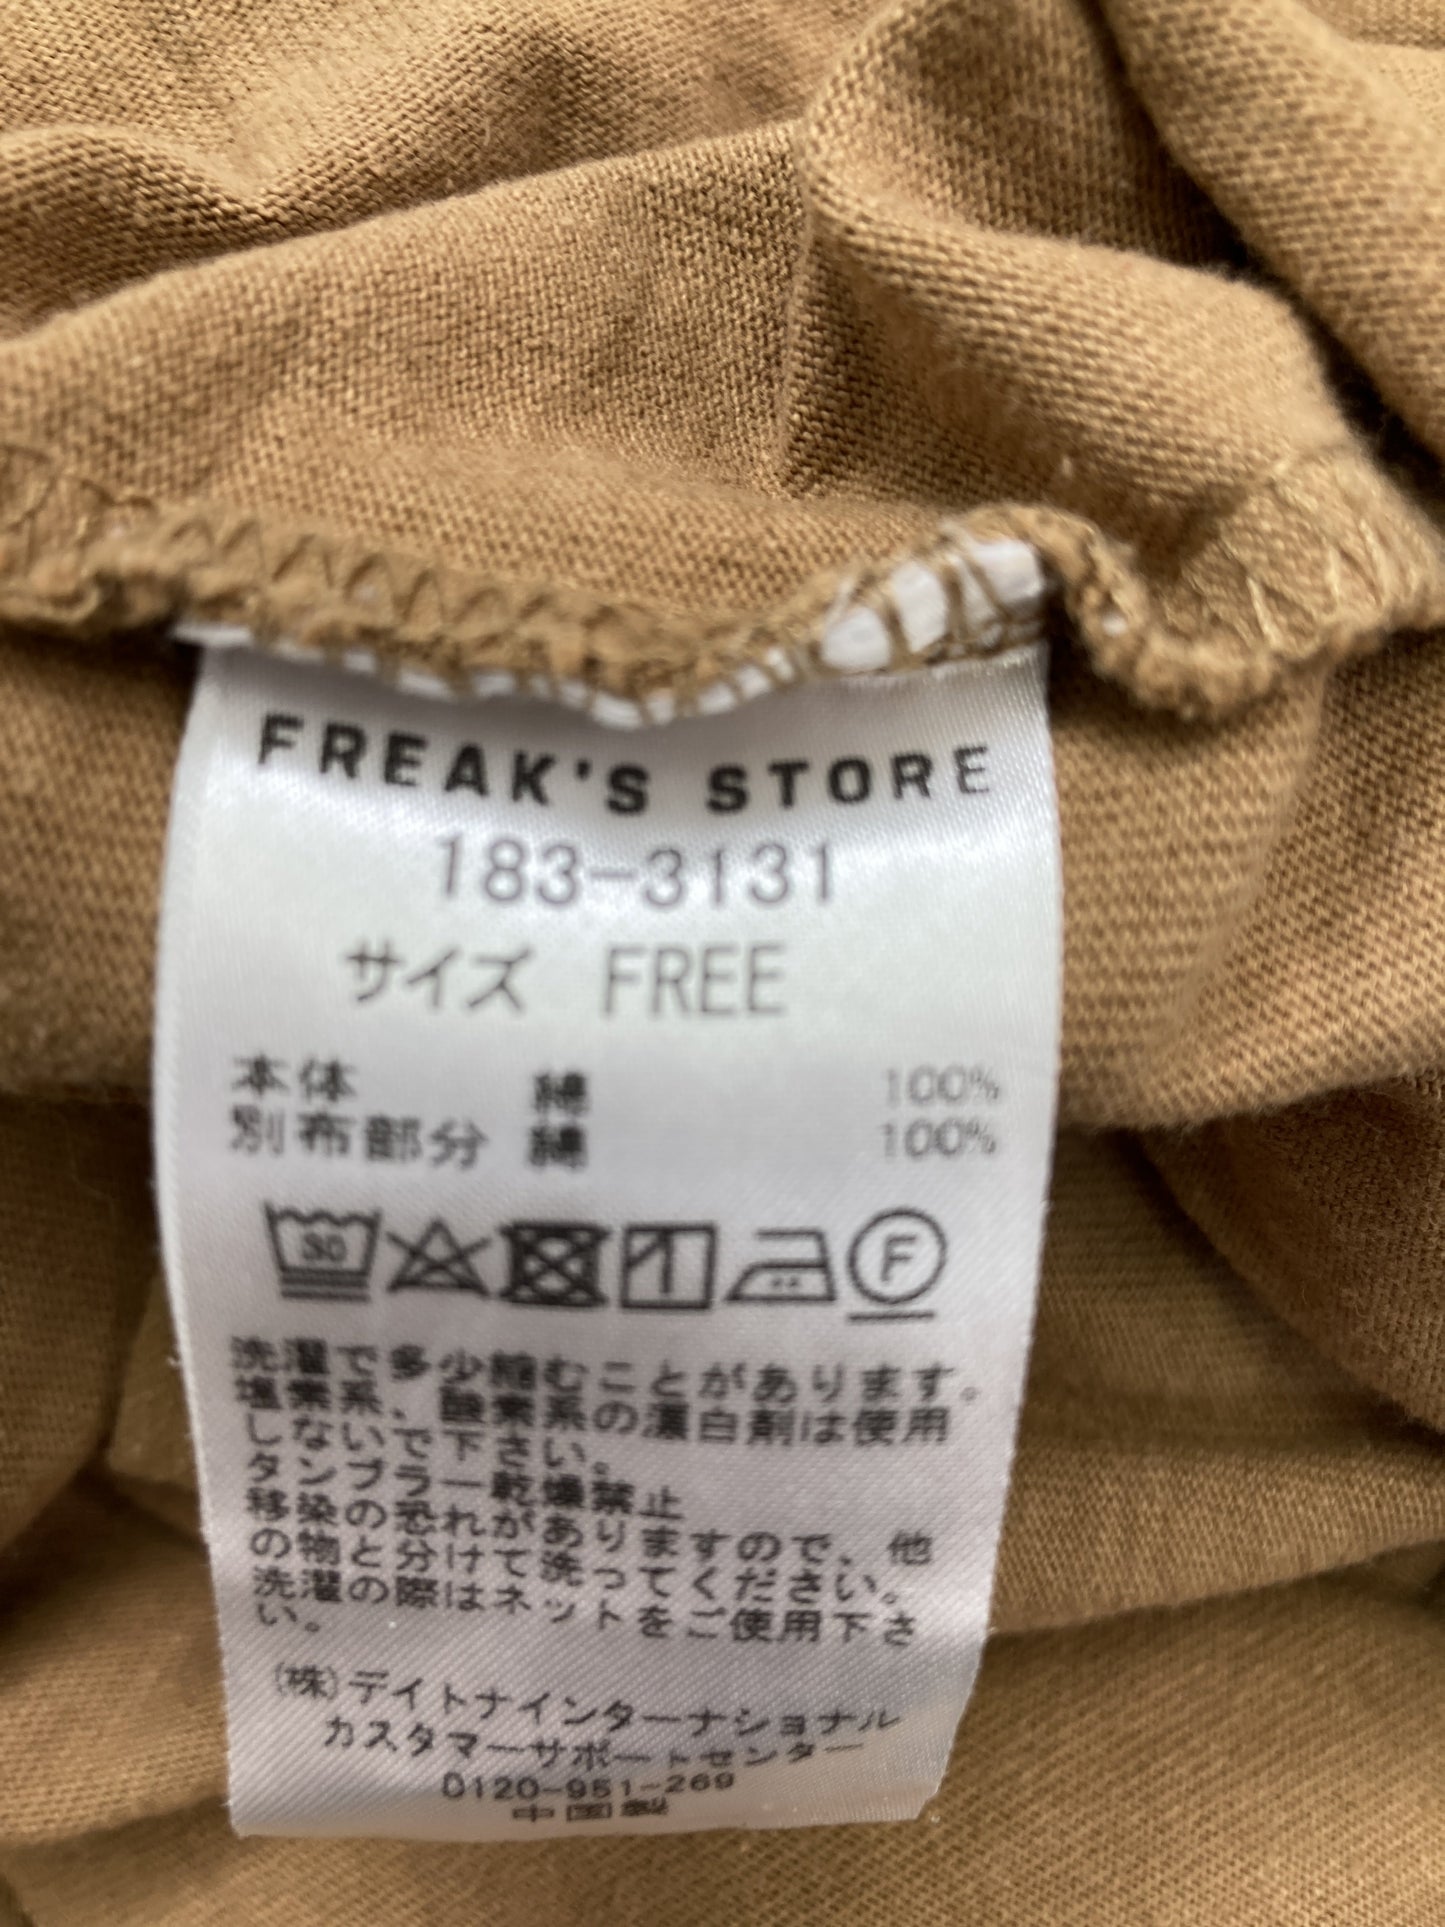 FREAK'S STORE
183-3131
サイズ FREE
本体 綿 100%
別布部分 綿 100%
30 F
洗濯で多少縮むことがあります。
塩素系、酸素系の漂白剤は使用
しないで下さい。
タンブラー乾燥禁止
移染の恐れがありますので、他
の物と分けて洗ってください。
洗濯の際はネットをご使用下さ
い。
(株)デイトナインターナショナル
カスタマーサポートセンター
0120-951-269
中国製